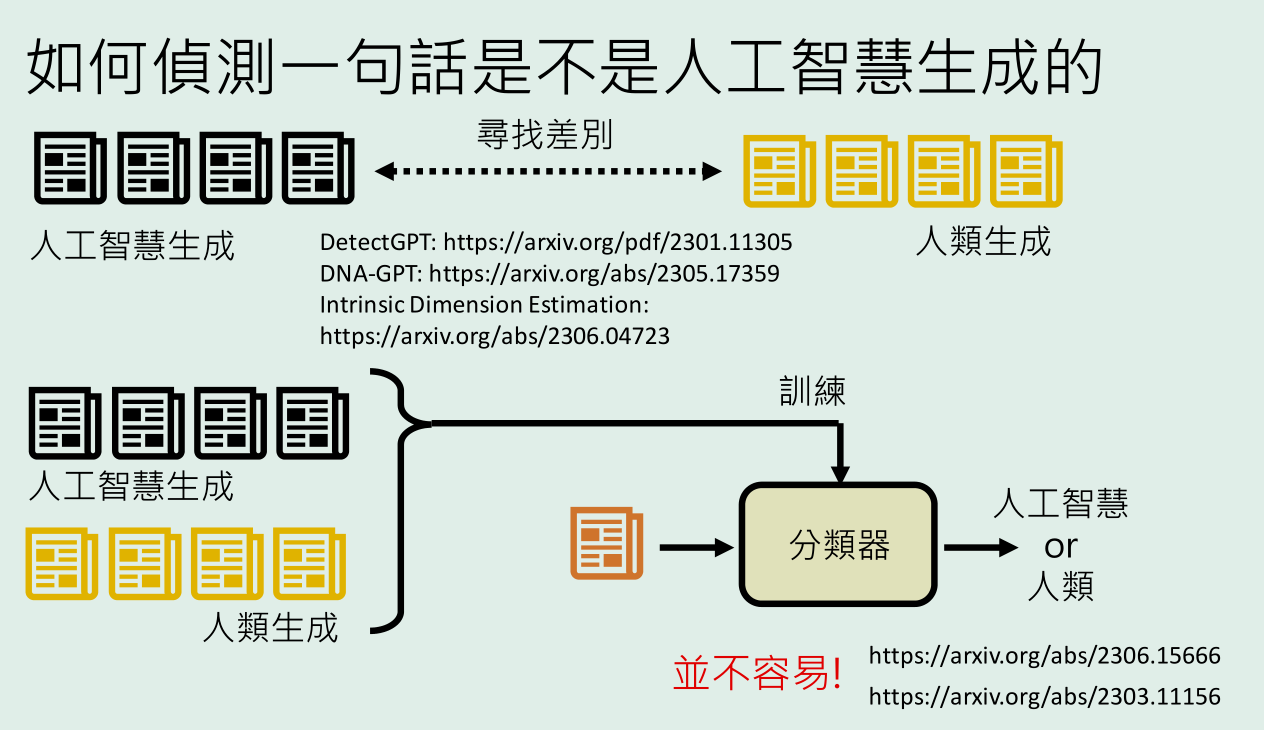 如何偵測一句話是不是人工智慧生成的
尋找差別
人工智慧生成
人類生成
DetectGPT: https://arxiv.org/pdf/2301.11305
DNA-GPT: https://arxiv.org/abs/2305.17359
Intrinsic Dimension Estimation:
https://arxiv.org/abs/2306.04723
人工智慧生成
人類生成
訓練
分類器
人工智慧
or
人類
並不容易!
https://arxiv.org/abs/2306.15666
https://arxiv.org/abs/2303.11156